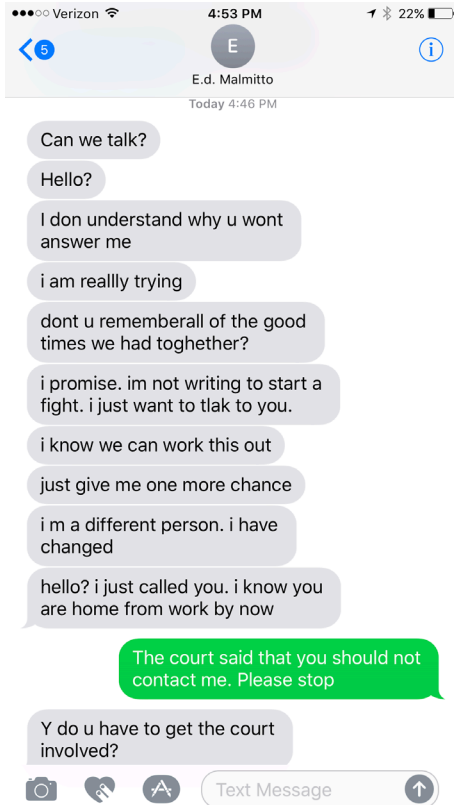 Verizon 4:53 PM 22%
5
E
E.d. Malmitto
Today 4:46 PM
Can we talk?
Hello?
I don understand why u wont
answer me
i am reallly trying
dont u rememberall of the good
times we had toghether?
i promise. im not writing to start a
fight. i just want to tlak to you.
i know we can work this out
just give me one more chance
i m a different person. i have
changed
hello? i just called you. i know you
are home from work by now
The court said that you should not
contact me. Please stop
Y do u have to get the court
involved?
Text Message